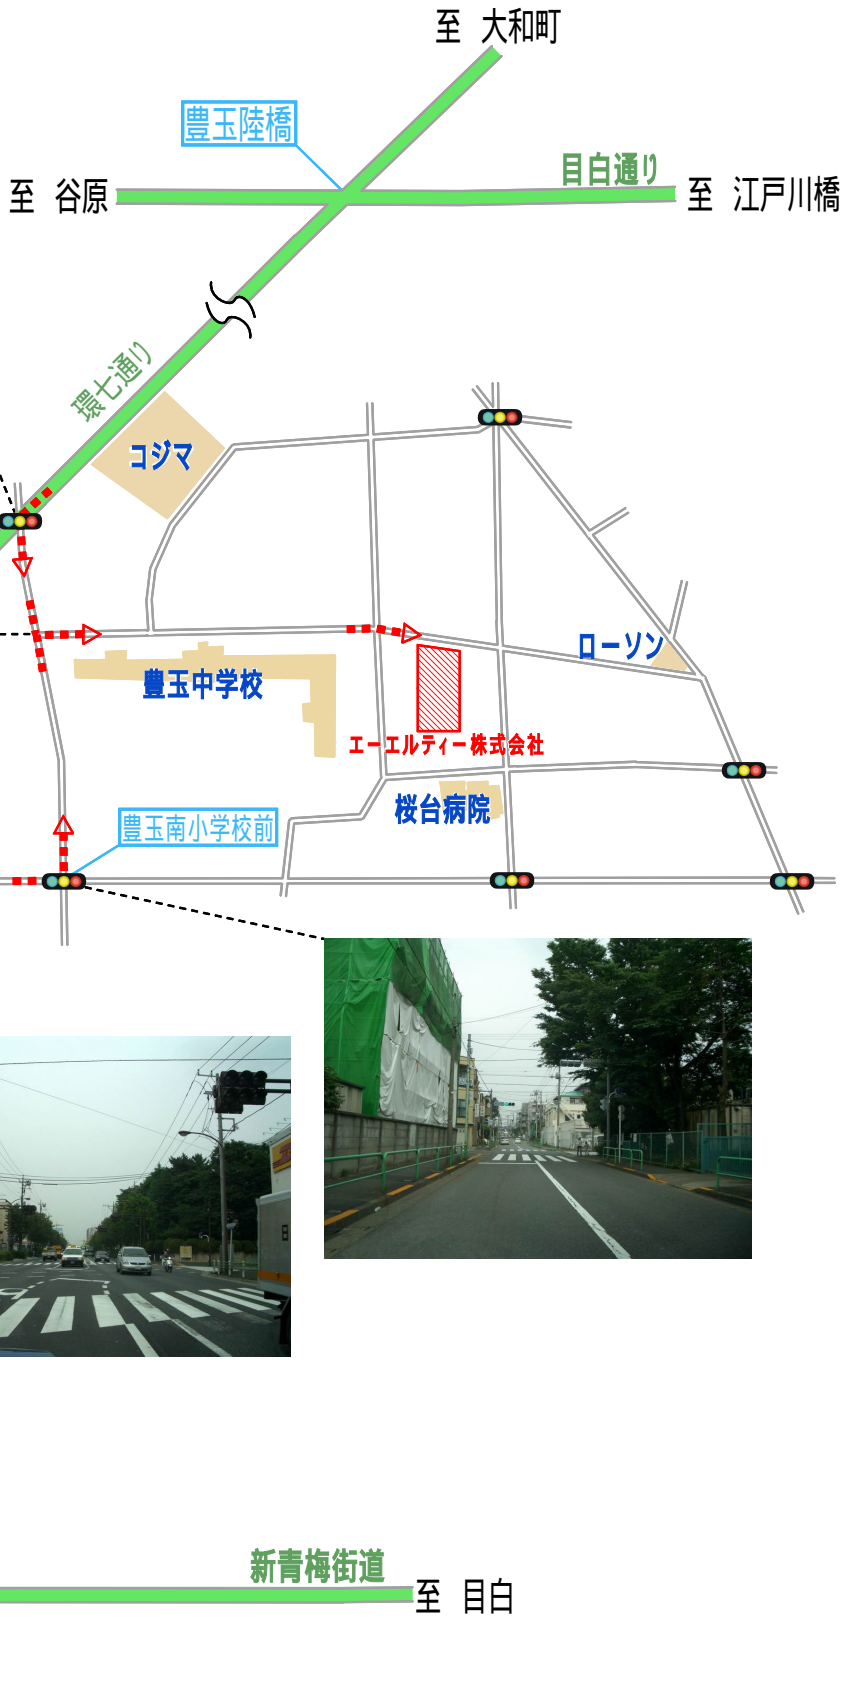 至 大和町
豊玉陸橋
目白通り
至 谷原
至 江戸川橋
環七通り
コジマ
ローソン
豊玉中学校
エーエルティー株式会社
桜台病院
豊玉南小学校前
新青梅街道
至 目白